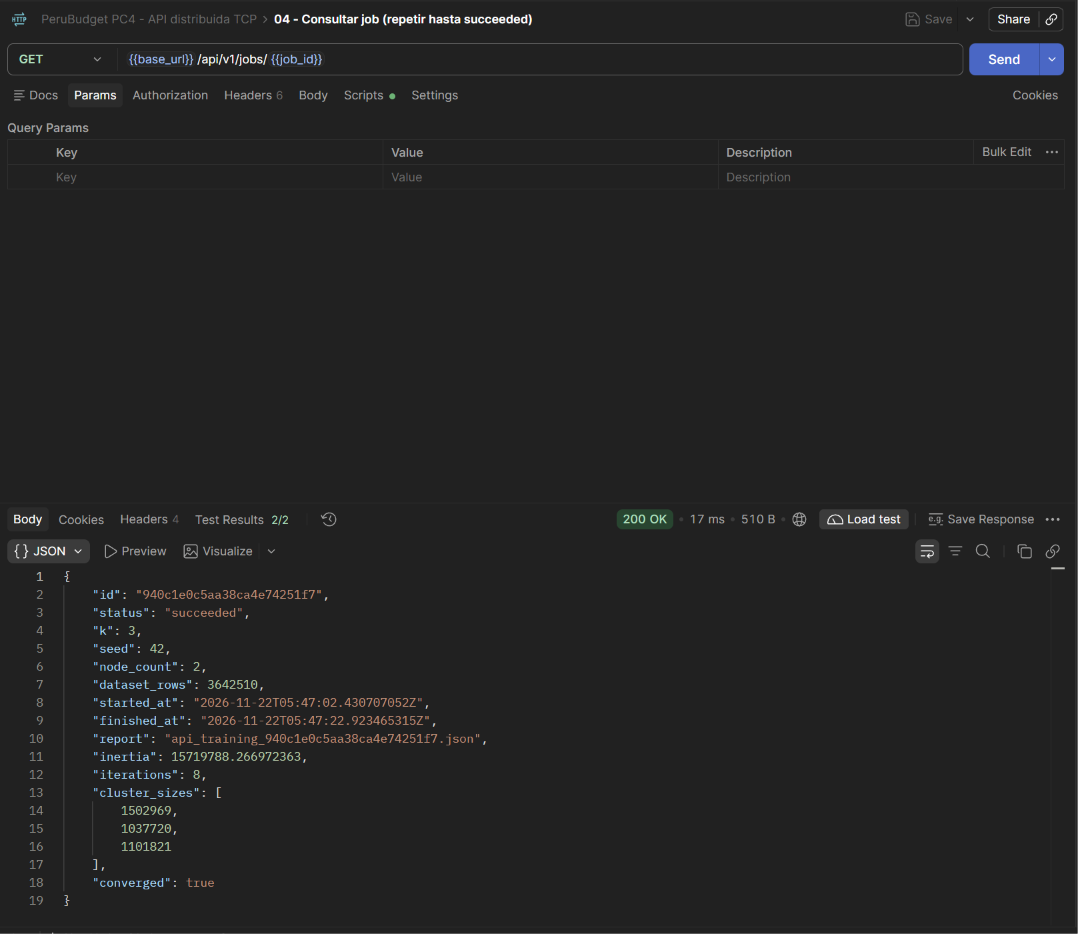 HTTP PeruBudget PC4 - API distribuida TCP > 04 - Consultar job (repetir hasta succeeded) Save Share
GET {{base_url}} /api/v1/jobs/ {{job_id}} Send
Docs Params Authorization Headers 6 Body Scripts Settings Cookies
Query Params
Key Value Description Bulk Edit
Key Value Description
Body Cookies Headers 4 Test Results 2/2 200 OK 17 ms 510 B Load test e.g. Save Response
{ } JSON Preview Visualize
1 {
2 "id": "940c1e0c5aa38ca4e74251f7",
3 "status": "succeeded",
4 "k": 3,
5 "seed": 42,
6 "node_count": 2,
7 "dataset_rows": 3642510,
8 "started_at": "2026-11-22T05:47:02.430707052Z",
9 "finished_at": "2026-11-22T05:47:22.923465315Z",
10 "report": "api_training_940c1e0c5aa38ca4e74251f7.json",
11 "inertia": 15719788.266972363,
12 "iterations": 8,
13 "cluster_sizes": [
14 1502969,
15 1037720,
16 1101821
17 ],
18 "converged": true
19 }